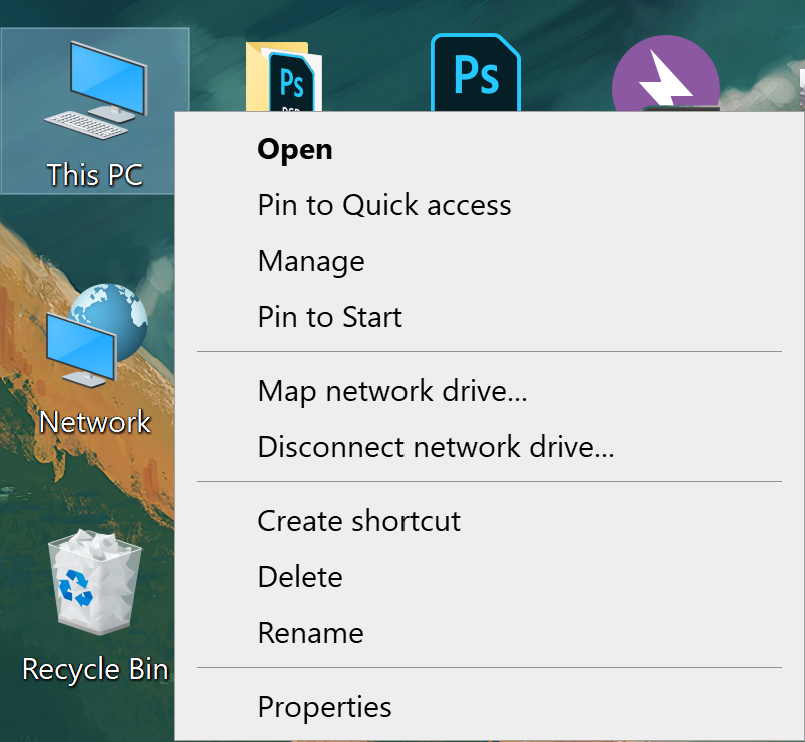 This PC
Ps
Ps
Open
Pin to Quick access
Manage
Pin to Start
Map network drive...
Disconnect network drive...
Create shortcut
Delete
Rename
Properties
Network
Recycle Bin